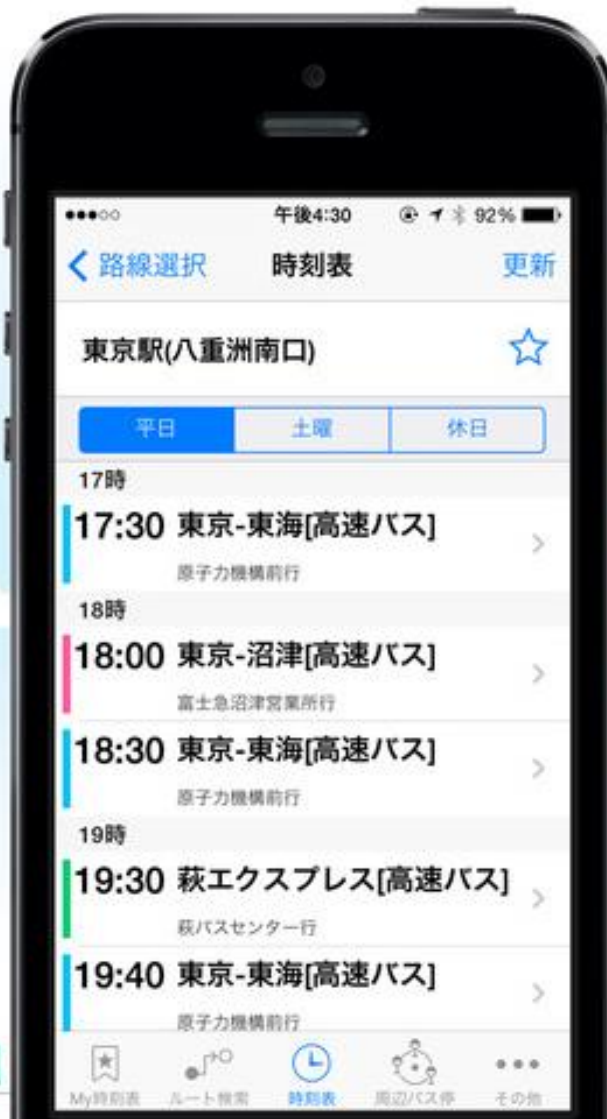 午後4:30 92%
路線選択 時刻表 更新
東京駅(八重洲南口)
平日 土曜 休日
17時
17:30 東京-東海[高速バス]
原子力機構前行
18時
18:00 東京-沼津[高速バス]
富士急沼津営業所行
18:30 東京-東海[高速バス]
原子力機構前行
19時
19:30 萩エクスプレス[高速バス]
萩バスセンター行
19:40 東京-東海[高速バス]
原子力機構前行
My時刻表 ルート検索 時刻表 周辺バス停 その他